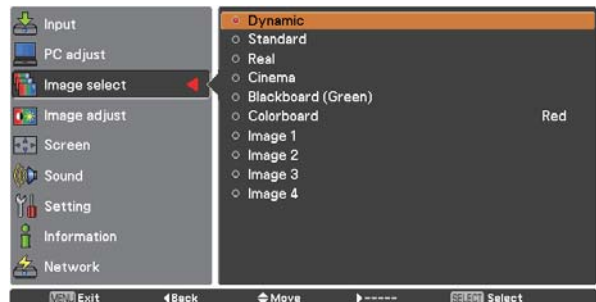 Input
PC adjust
Image select
Image adjust
Screen
Sound
Setting
Information
Network
Dynamic
Standard
Real
Cinema
Blackboard (Green)
Colorboard Red
Image 1
Image 2
Image 3
Image 4
MENU Exit Back Move ----- SELECT Select